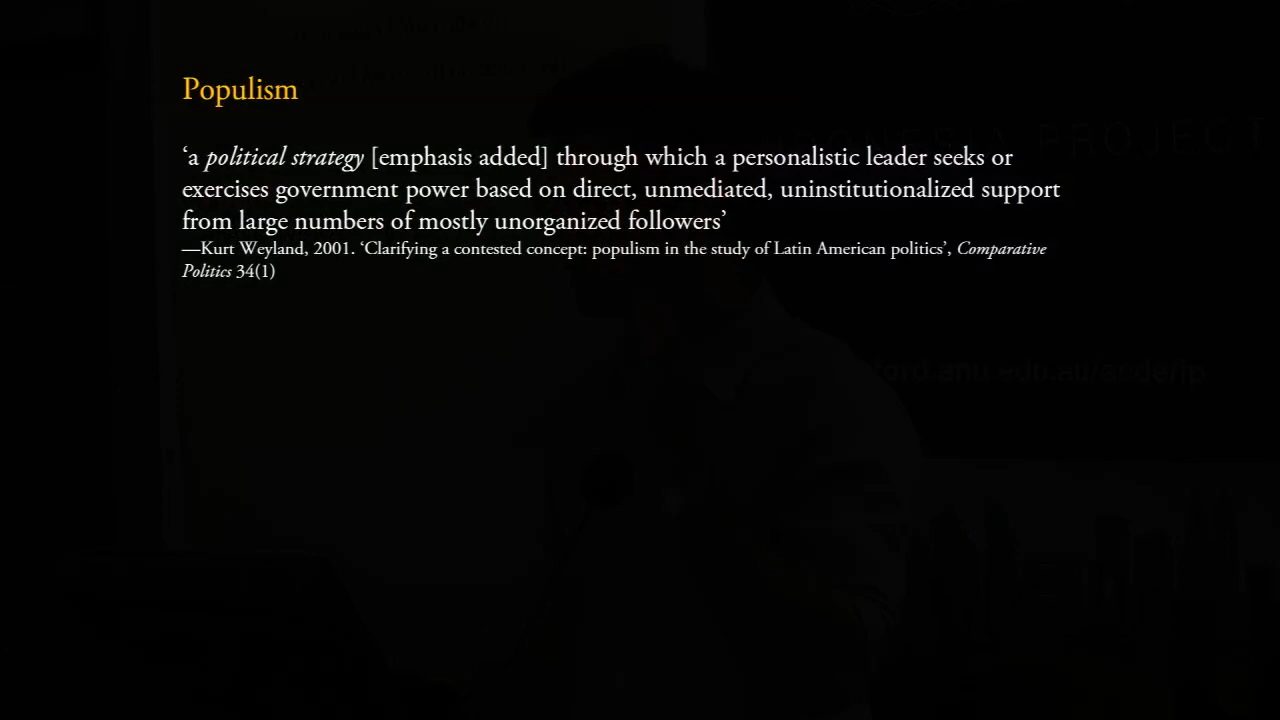 Populism
‘a political strategy [emphasis added] through which a personalistic leader seeks or
exercises government power based on direct, unmediated, uninstitutionalized support
from large numbers of mostly unorganized followers’
—Kurt Weyland, 2001. ‘Clarifying a contested concept: populism in the study of Latin American politics’, Comparative
Politics 34(1)
PROJECT